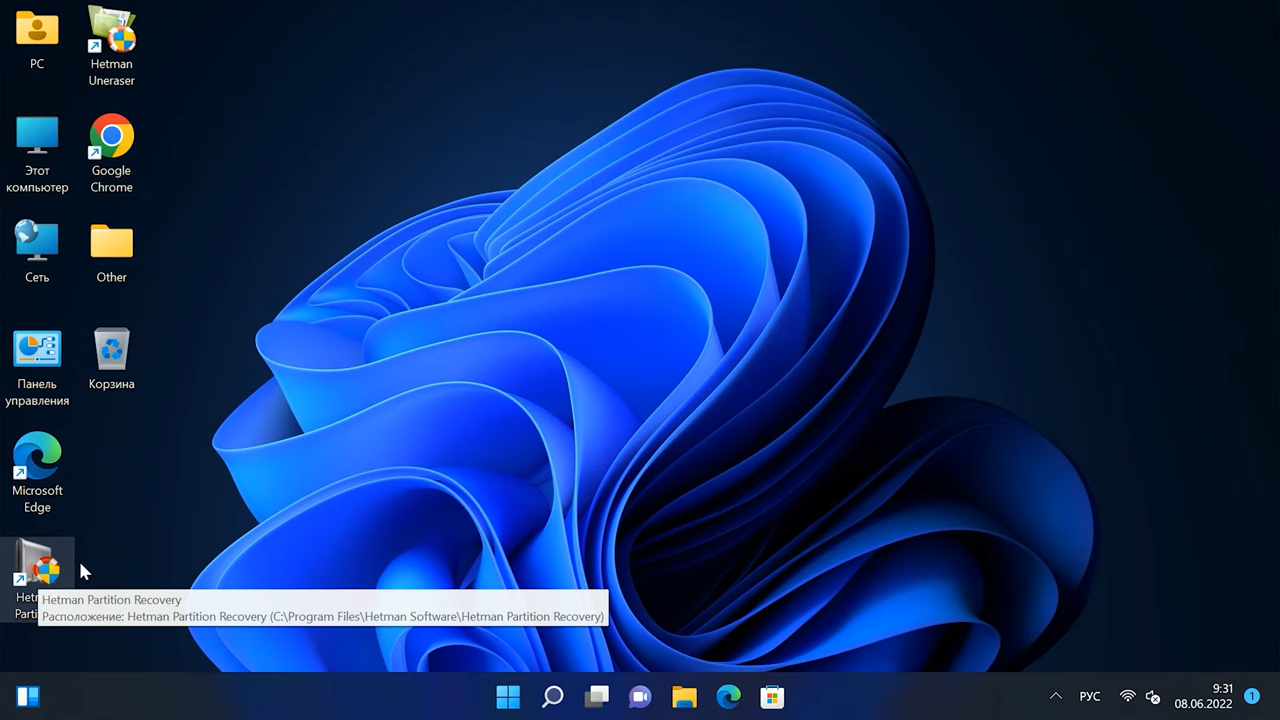 PC
Hetman
Uneraser
Этот
компьютер
Google
Chrome
Сеть
Other
Панель
управления
Корзина
Microsoft
Edge
Hetman Partition Recovery
Расположение: Hetman Partition Recovery (C:\Program Files\Hetman Software\Hetman Partition Recovery)
РУС
9:31
08.06.2022
1